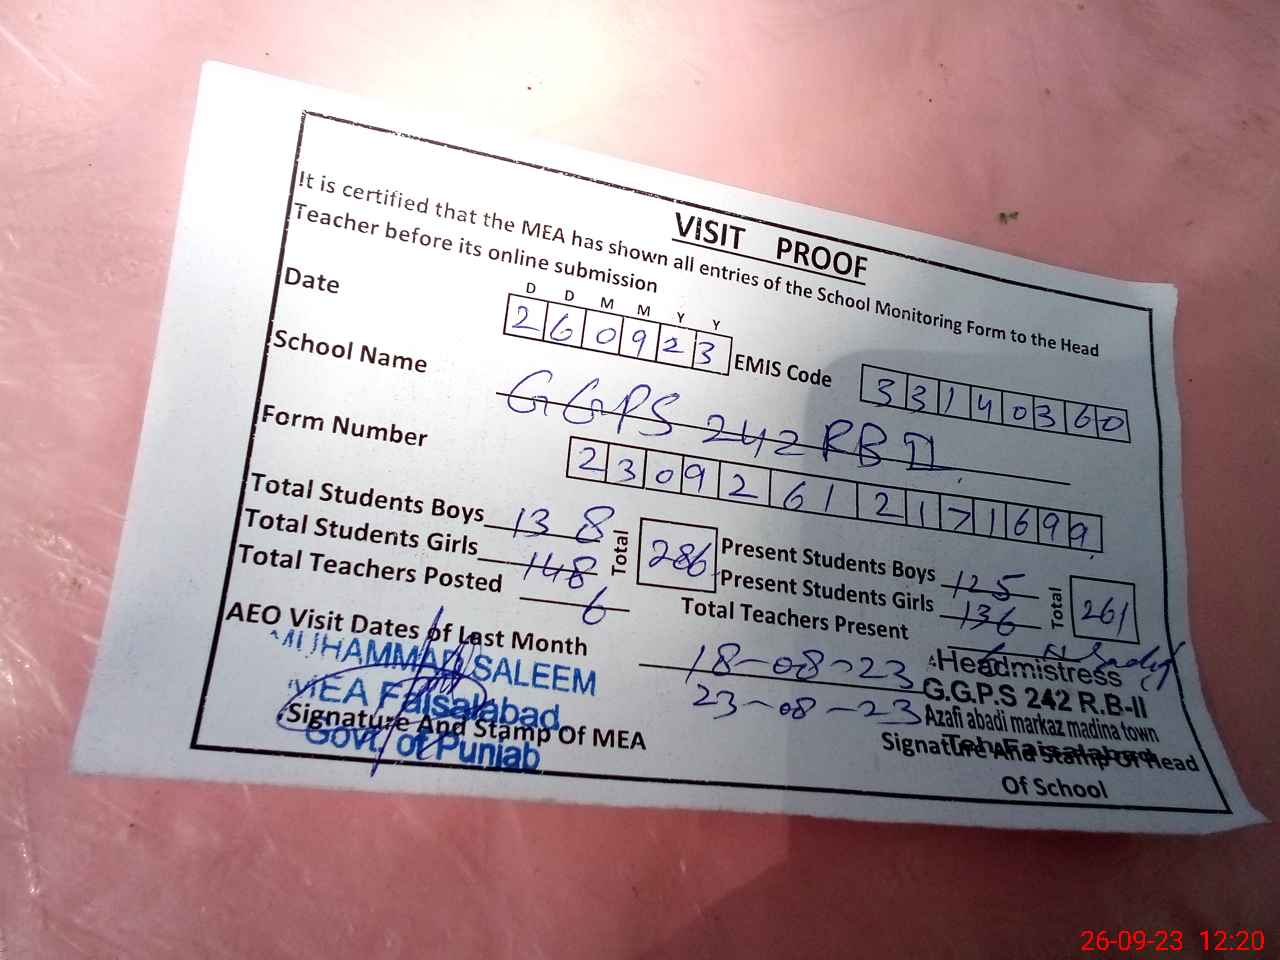 VISIT PROOF
It is certified that the MEA has shown all entries of the School Monitoring Form to the Head
Teacher before its online submission
D D M M Y Y
Date 2 6 0 9 2 3 EMIS Code 3 3 1 4 0 3 6 0
School Name GGPS 242 RB II
Form Number 2 3 0 9 2 6 1 2 1 7 1 6 9 9
Total Students Boys 138 Total 286 Present Students Boys 125 Total 261
Total Students Girls 148 Present Students Girls 136
Total Teachers Posted 6 Total Teachers Present 6
AEO Visit Dates of Last Month 18-08-23
23-08-23
MUHAMMAD SALEEM
MEA Faisalabad
Govt. of Punjab
Signature And Stamp Of MEA
Headmistress
G.G.P.S 242 R.B-II
Azafi abadi markaz madina town
Teh Faisalabad
Signature And Stamp Of Head
Of School
26-09-23 12:20